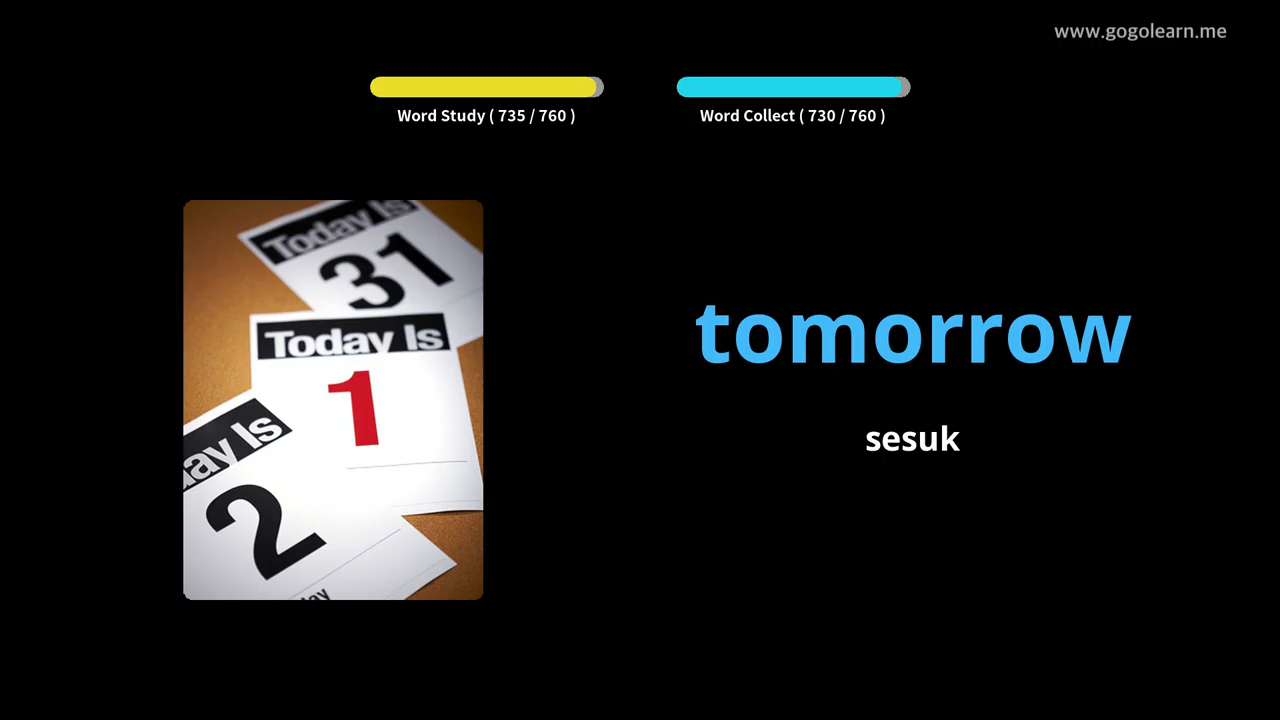 www.gogolearn.me
Word Study ( 735 / 760 )
Word Collect ( 730 / 760 )
Today Is
31
Today Is
1
ay Is
2
tomorrow
sesuk